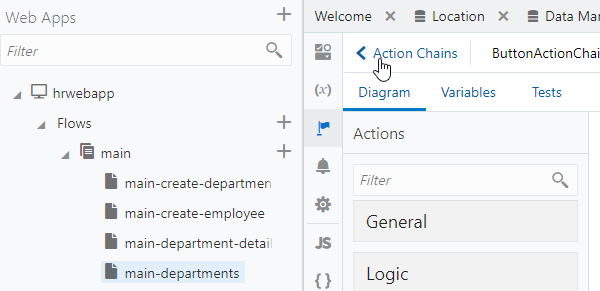 Web Apps
Filter
hrwebapp
Flows
main
main-create-departmen
main-create-employee
main-department-detail
main-departments
Welcome
Location
Data Mar
Action Chains
ButtonActionChai
Diagram
Variables
Tests
(x)
JS
{ }
Actions
Filter
General
Logic